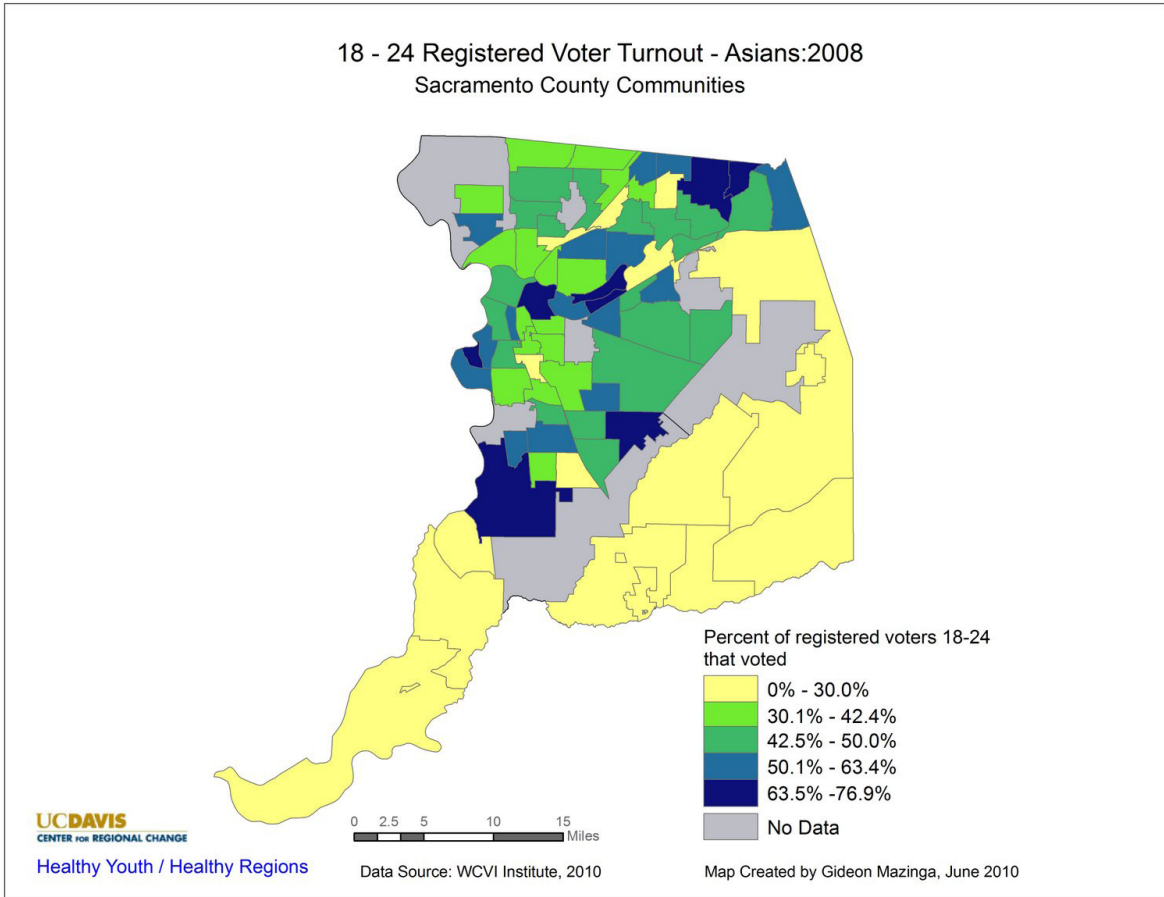 18 - 24 Registered Voter Turnout - Asians:2008
Sacramento County Communities
Percent of registered voters 18-24
that voted
0% - 30.0%
30.1% - 42.4%
42.5% - 50.0%
50.1% - 63.4%
63.5% -76.9%
No Data
UCDAVIS
CENTER FOR REGIONAL CHANGE
Healthy Youth / Healthy Regions
0 2.5 5 10 15
Miles
Data Source: WCVI Institute, 2010
Map Created by Gideon Mazinga, June 2010